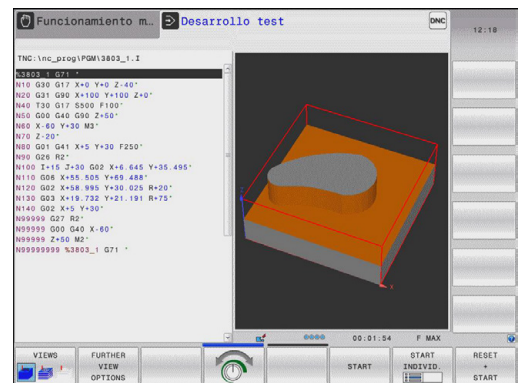 Funcionamiento m... Desarrollo test DNC
12:18
TNC:\nc_prog\PGM\3803_1.I
%3803_1 G71 *
N10 G30 G17 X+0 Y+0 Z-40*
N20 G31 G90 X+100 Y+100 Z+0*
N40 T30 G17 S500 F100*
N50 G00 G40 G90 Z+50*
N60 X-60 Y+30 M3*
N70 Z-20*
N80 G01 G41 X+5 Y+30 F250*
N90 G26 R2*
N100 I+15 J+30 G02 X+6.645 Y+35.495*
N110 G06 X+55.505 Y+69.488*
N120 G02 X+58.995 Y+30.025 R+20*
N130 G03 X+19.732 Y+21.191 R+75*
N140 G02 X+5 Y+30*
N99999 G27 R2*
N99999 G00 G40 X-60*
N99999 Z+50 M2*
N99999999 %3803_1 G71 *
Z
X
00:01:54 F MAX
VIEWS
FURTHER
VIEW
OPTIONS
START
START
INDIVID.
RESET
+
START